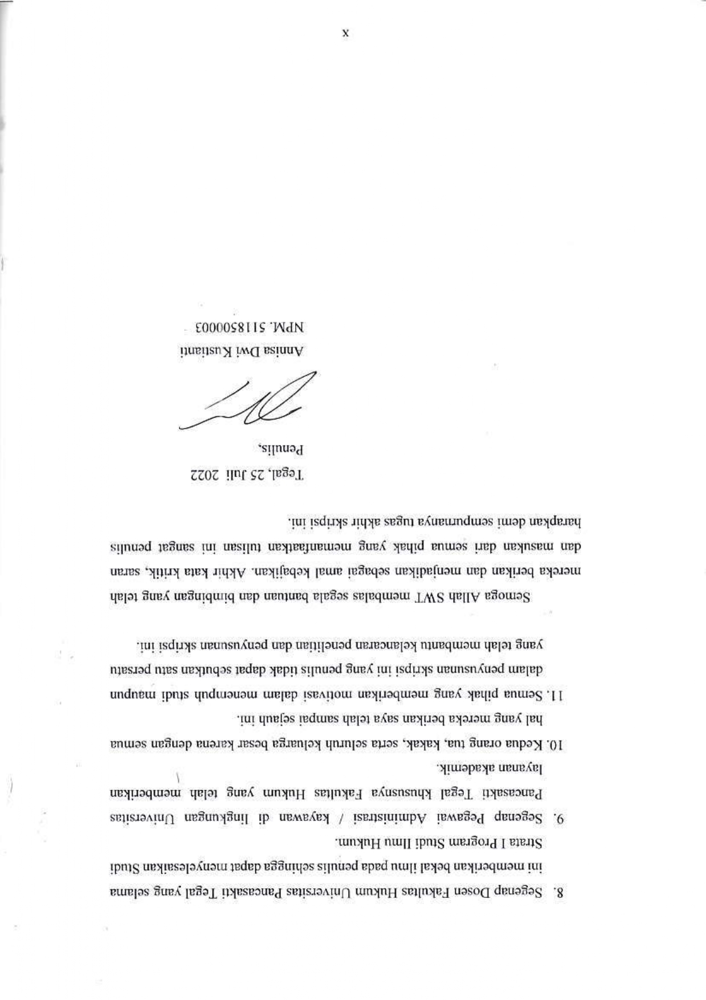 8. Segenap Dosen Fakultas Hukum Universitas Pancasakti Tegal yang selama
ini memberikan bekal ilmu pada penulis sehingga dapat menyelesaikan Studi
Strata I Program Studi Ilmu Hukum.
9. Segenap Pegawai Administrasi / kayawan di lingkungan Universitas
Pancasakti Tegal khususnya Fakultas Hukum yang telah memberikan
layanan akademik.
10. Kedua orang tua, kakak, serta seluruh keluarga besar karena dengan semua
hal yang mereka berikan saya telah sampai sejauh ini.
11. Semua pihak yang memberikan motivasi dalam menempuh studi maupun
dalam penyusunan skripsi ini yang penulis tidak dapat sebutkan satu persatu
yang telah membantu kelancaran penelitian dan penyusunan skripsi ini.
Semoga Allah SWT membalas segala bantuan dan bimbingan yang telah
mereka berikan dan menjadikan sebagai amal kebajikan. Akhir kata kritik, saran
dan masukan dari semua pihak yang memanfaatkan tulisan ini sangat penulis
harapkan demi sempurnanya tugas akhir skripsi ini.
Tegal, 25 Juli 2022
Penulis,
Annisa Dwi Kustianti
NPM. 5118500003
x